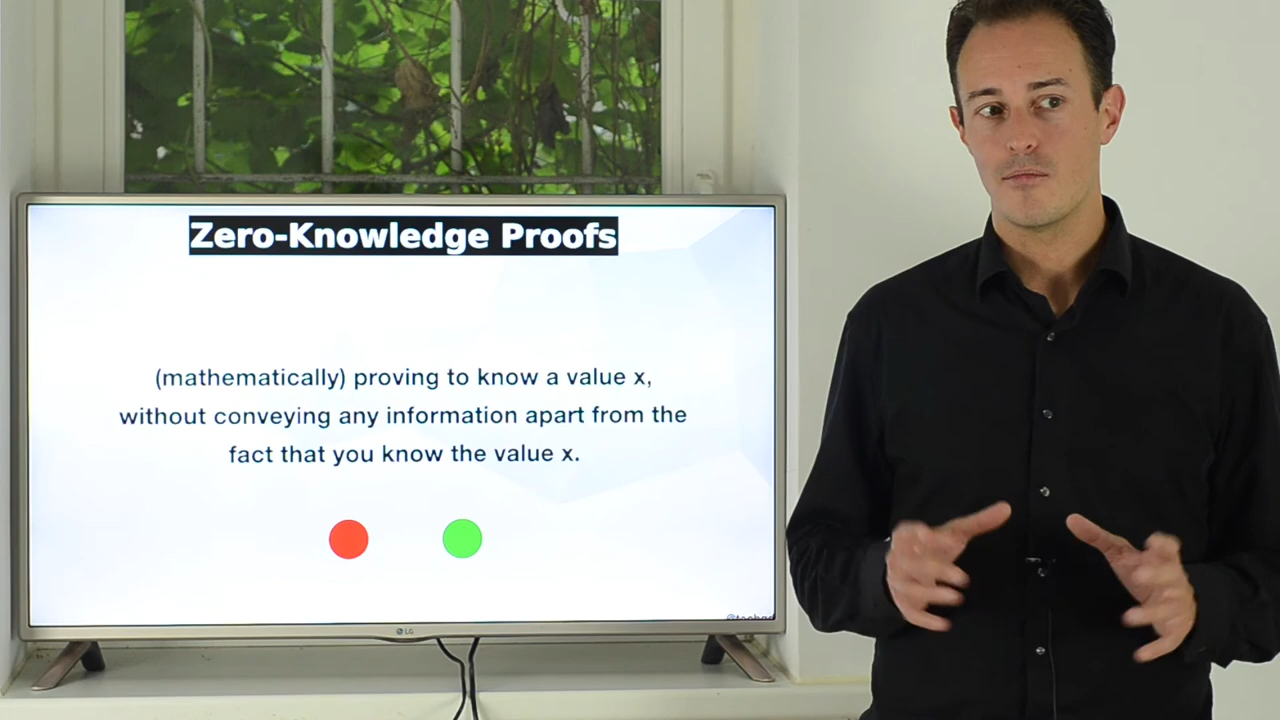 Zero-Knowledge Proofs
(mathematically) proving to know a value x,
without conveying any information apart from the
fact that you know the value x.
LG